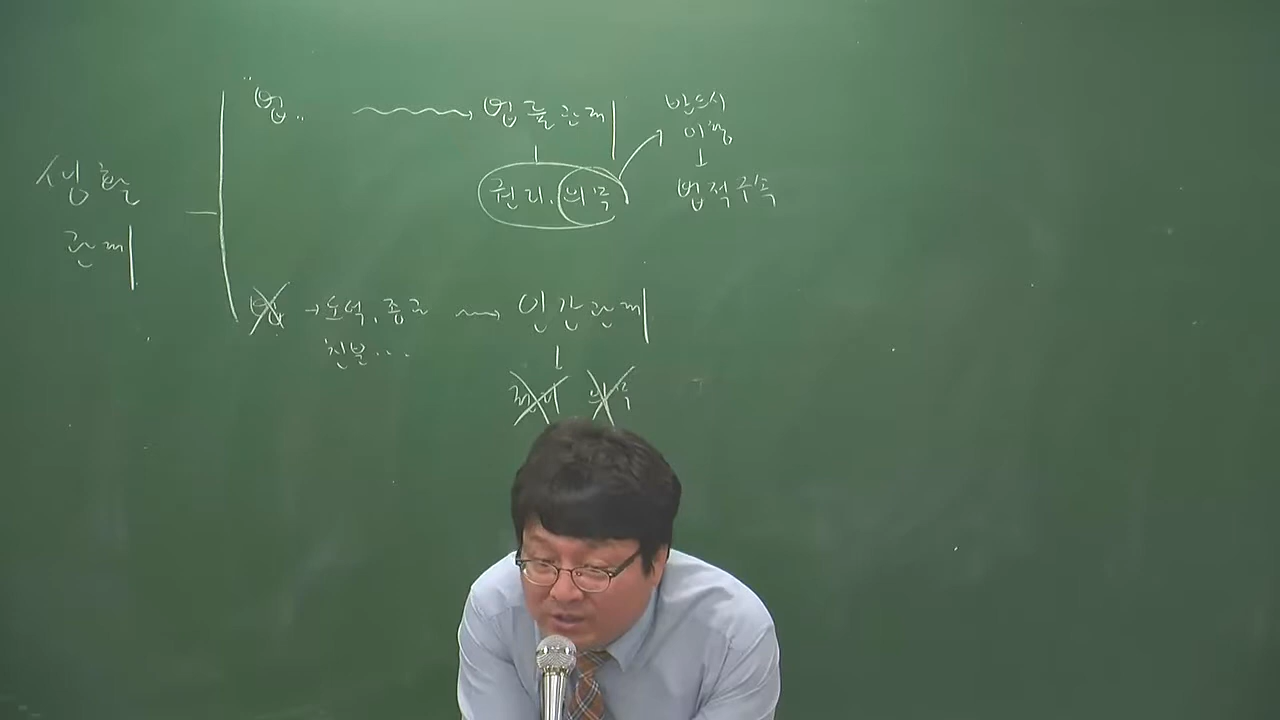 생활
관계
"법"
법률관계
권리, 의무
반드시
이행
법적구속
법 → 도덕, 종교
친분...
인간관계
권리 의무